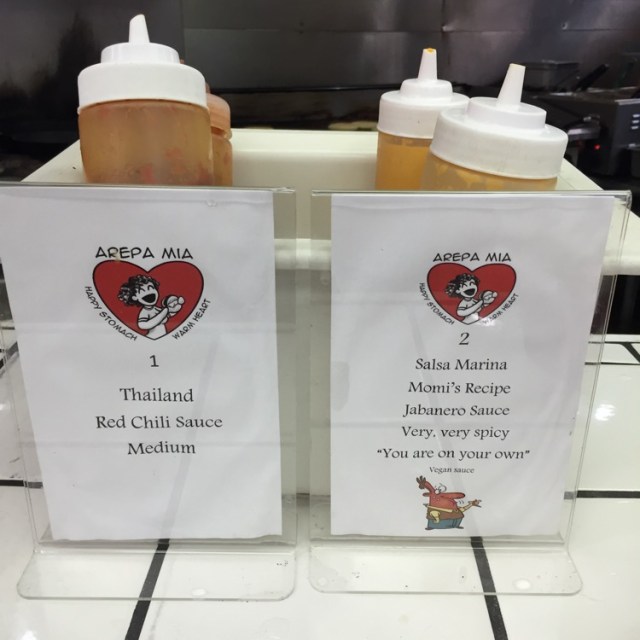 AREPA MIA
HAPPY STOMACH
WARM HEART
1
Thailand
Red Chili Sauce
Medium
AREPA MIA
HAPPY STOMACH
WARM HEART
2
Salsa Marina
Momi's Recipe
Jabanero Sauce
Very, very spicy
"You are on your own"
Vegan sauce